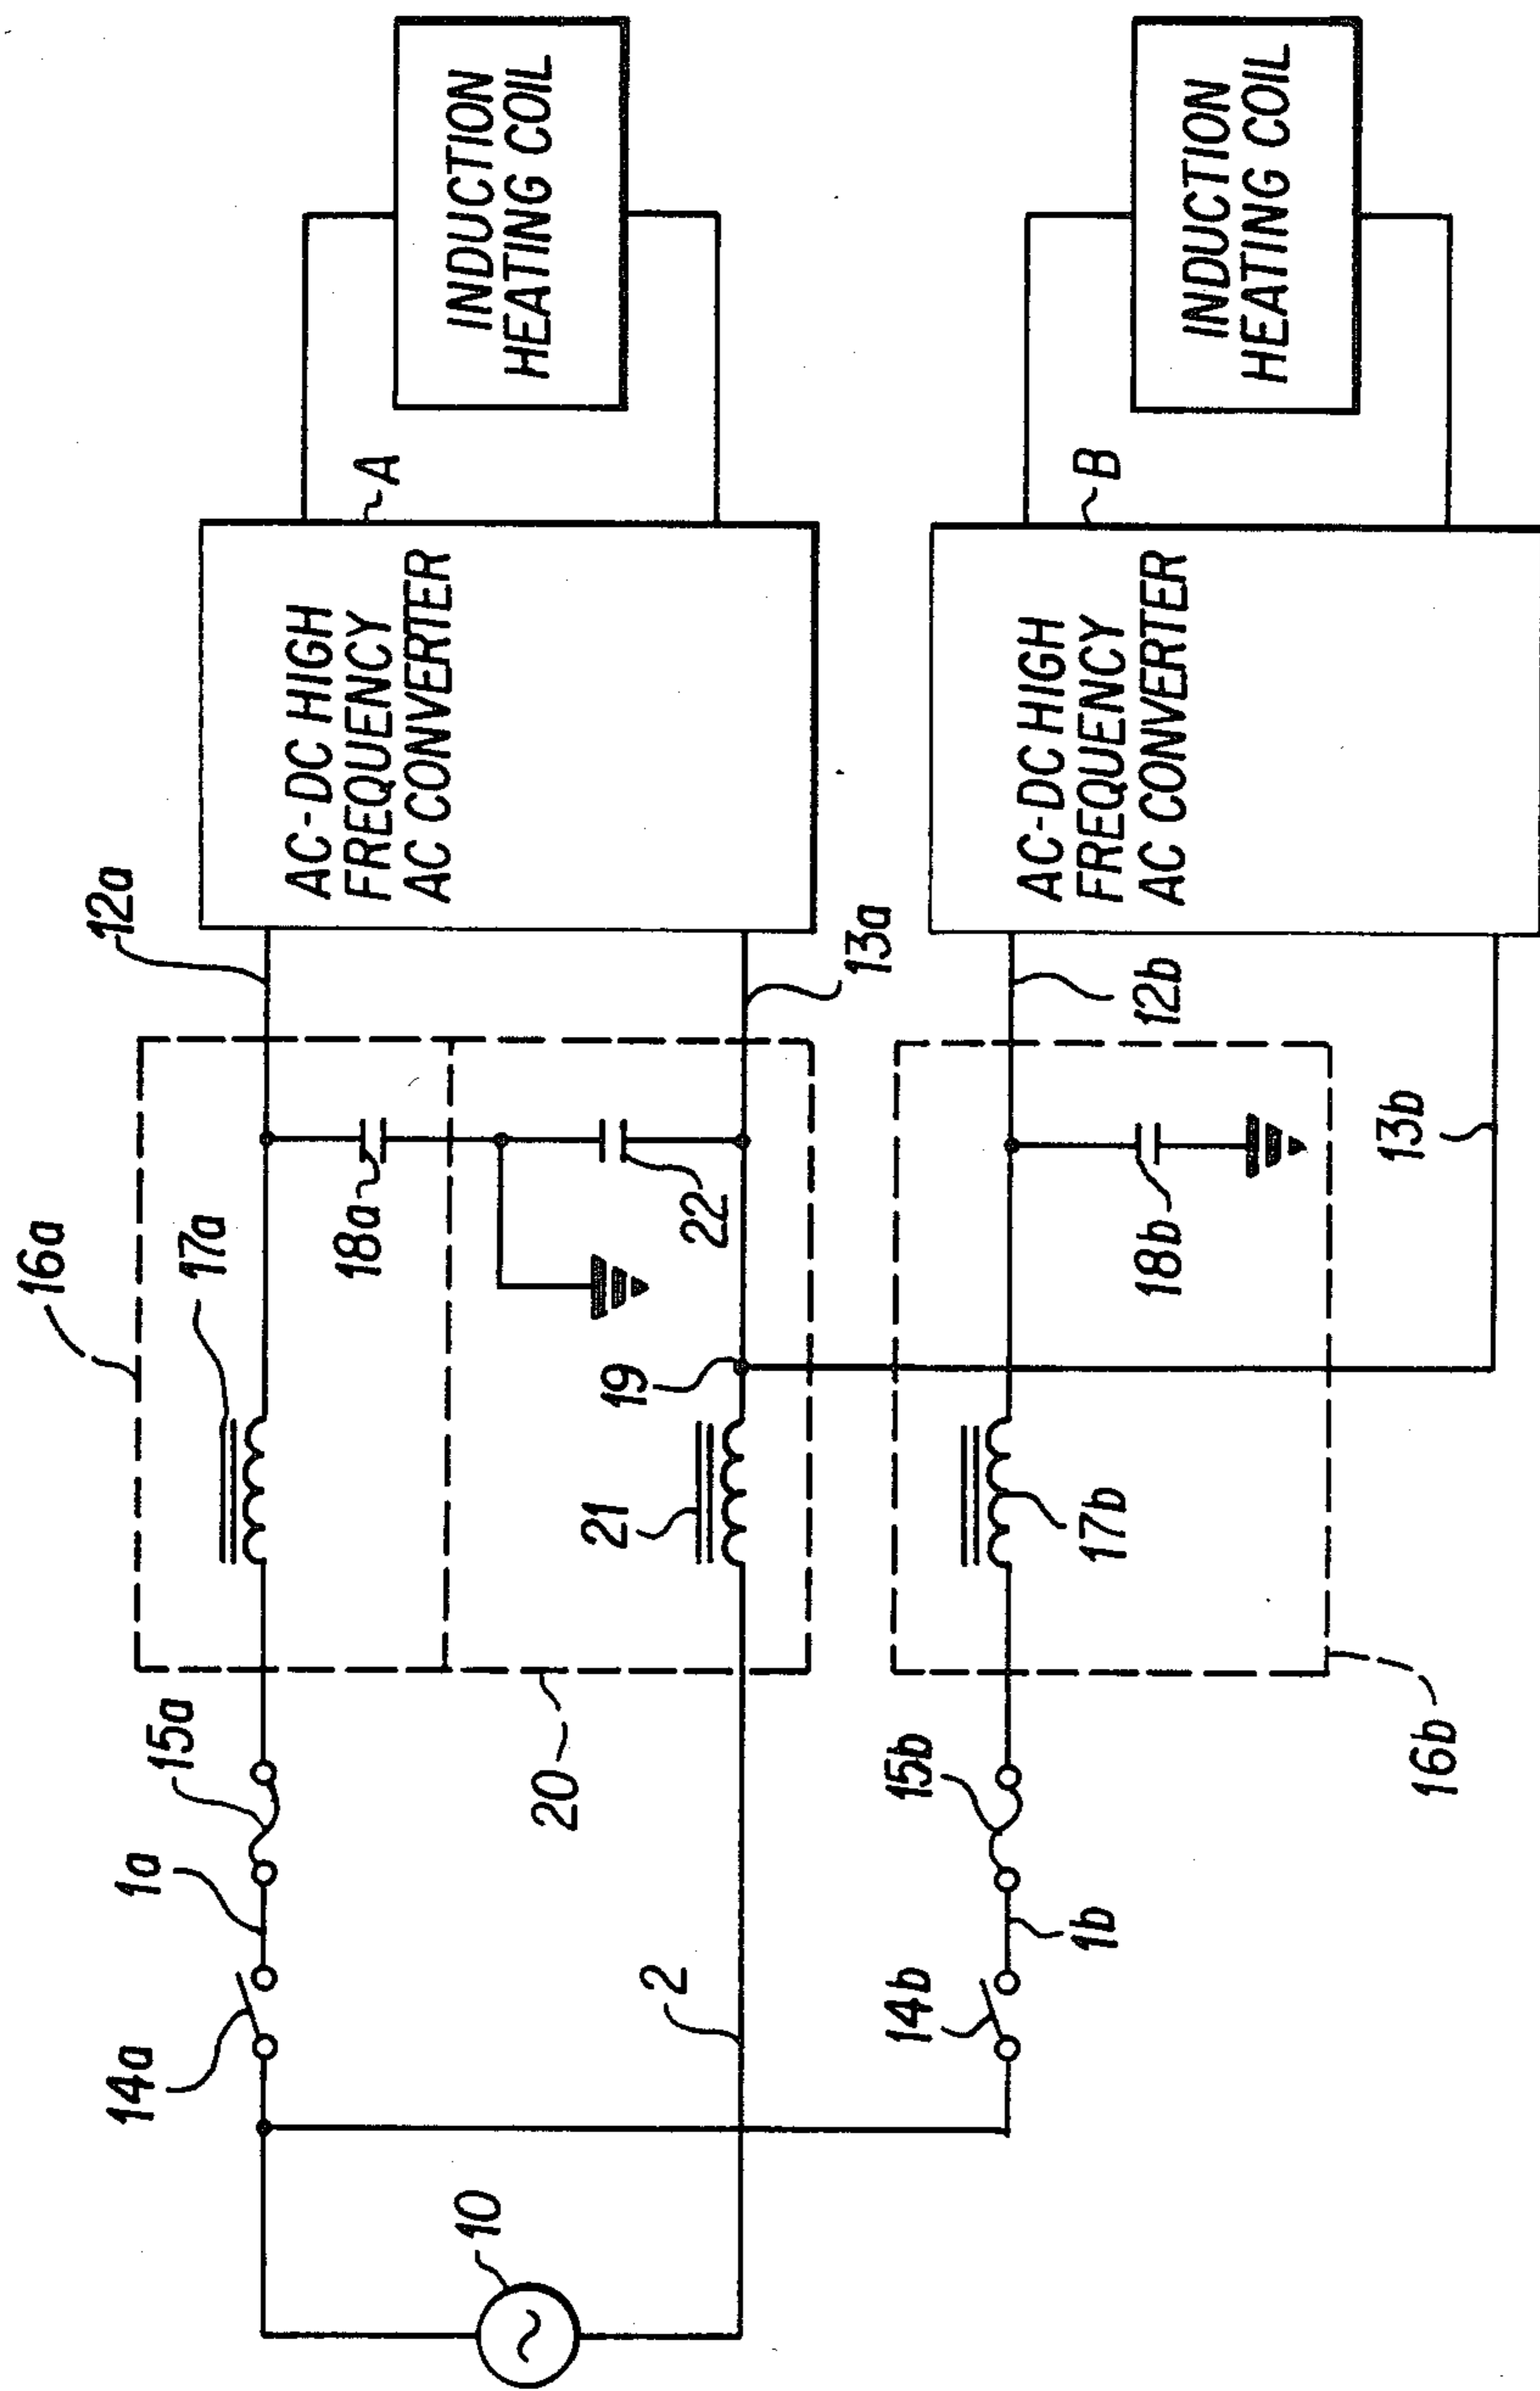 16a
17a
12a
15a
1a
14a
18a
AC-DC HIGH
FREQUENCY
AC CONVERTER
A
INDUCTION
HEATING COIL
10
20
21
19
22
13a
2
14b
15b
1b
17b
18b
12b
AC-DC HIGH
FREQUENCY
AC CONVERTER
B
INDUCTION
HEATING COIL
16b
13b